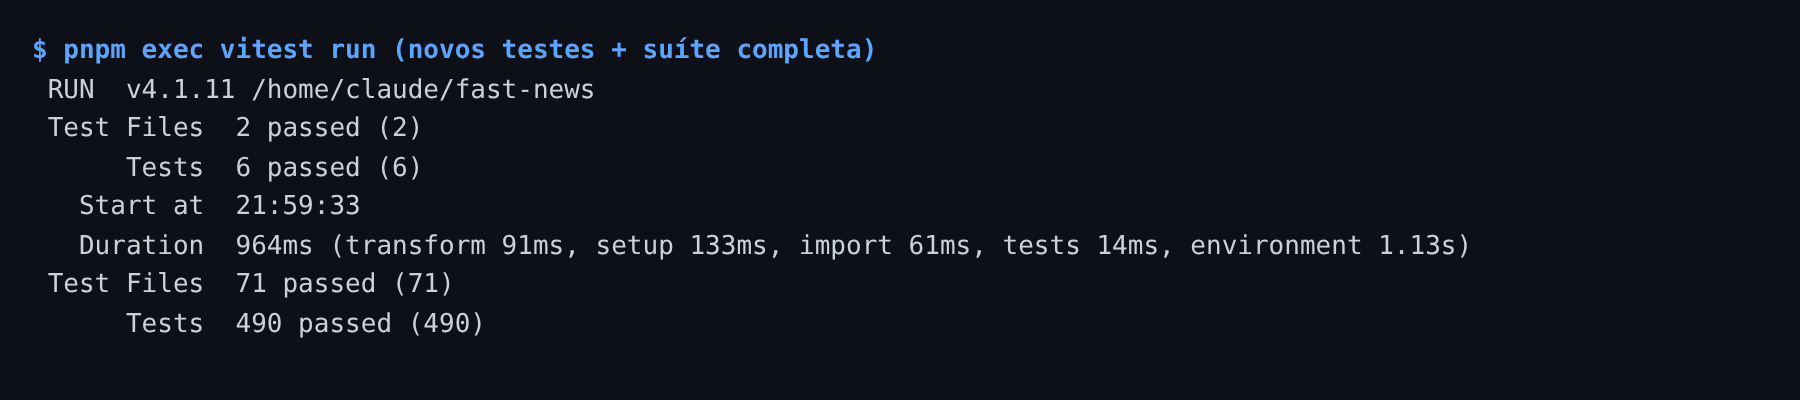 $ pnpm exec vitest run (novos testes + suíte completa)
RUN  v4.1.11 /home/claude/fast-news
Test Files  2 passed (2)
Tests  6 passed (6)
Start at  21:59:33
Duration  964ms (transform 91ms, setup 133ms, import 61ms, tests 14ms, environment 1.13s)
Test Files  71 passed (71)
Tests  490 passed (490)